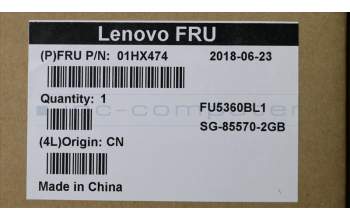 Lenovo FRU
(P)FRU P/N: 01HX474 2018-06-23
Quantity: 1 FU5360BL1
SG-85570-2GB
(4L)Origin: CN
Made in China